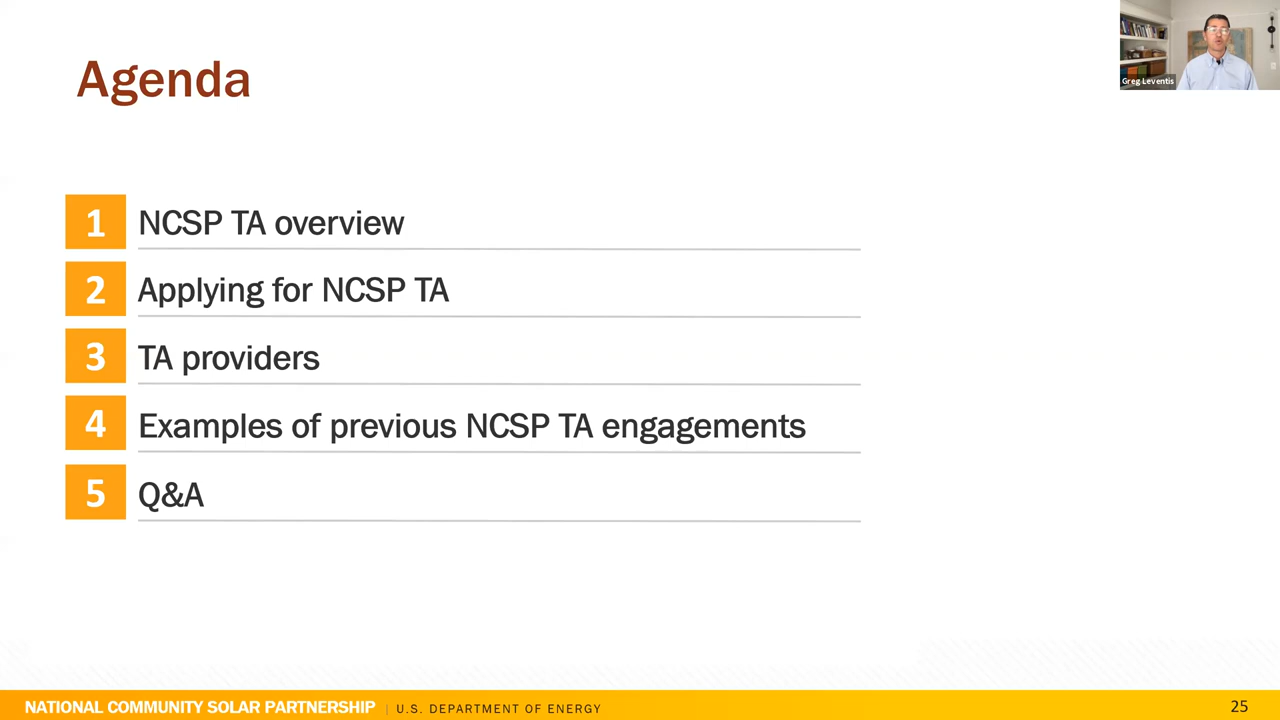 Agenda
Greg Leventis
1 NCSP TA overview
2 Applying for NCSP TA
3 TA providers
4 Examples of previous NCSP TA engagements
5 Q&A
NATIONAL COMMUNITY SOLAR PARTNERSHIP | U.S. DEPARTMENT OF ENERGY 25